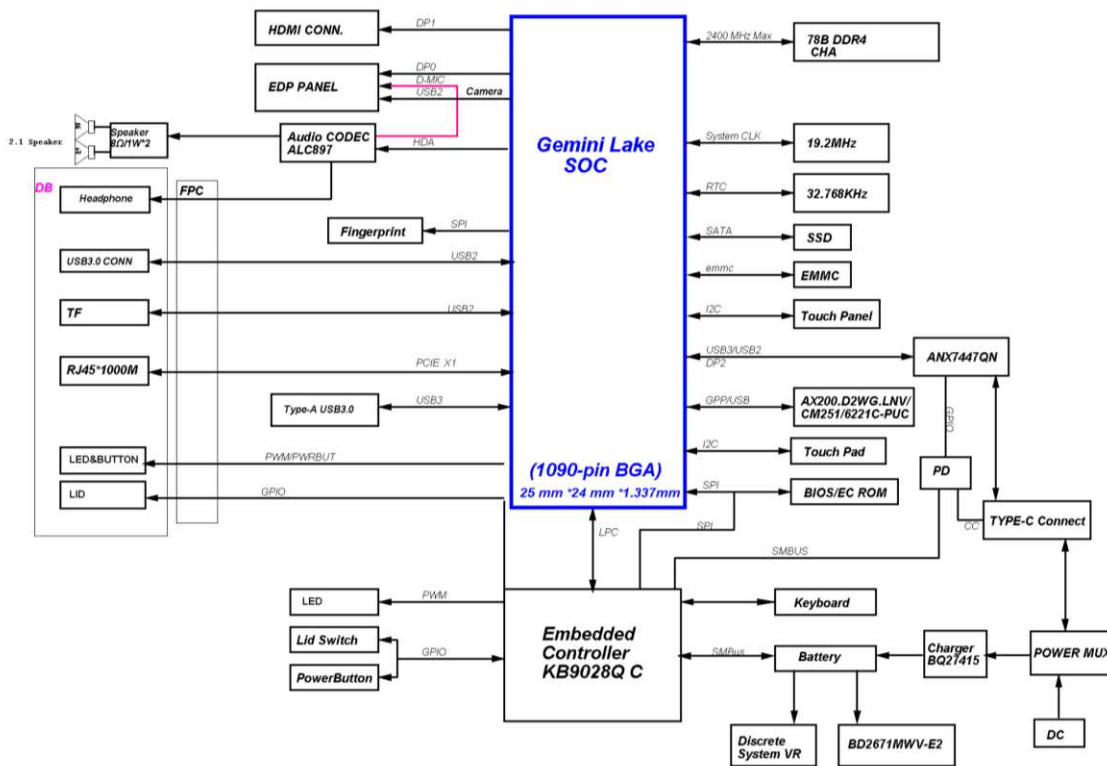 HDMI CONN.
DP1
2400 MHz Max
78B DDR4
CHA
EDP PANEL
DP0
D-MIC
USB2
Camera
2.1 Speaker
Speaker
8Ω/1W*2
Audio CODEC
ALC897
HDA
Gemini Lake
SOC
System CLK
19.2MHz
DB
FPC
Headphone
RTC
32.768KHz
Fingerprint
SPI
SATA
SSD
USB3.0 CONN
USB2
emmc
EMMC
TF
USB2
I2C
Touch Panel
RJ45*1000M
PCIE X1
USB3/USB2
DP2
ANX7447QN
Type-A USB3.0
USB3
GPP/USB
AX200.D2WG.LNV/
CM251/6221C-PUC
GPIO
LED&BUTTON
PWM/PWRBUT
I2C
Touch Pad
(1090-pin BGA)
25 mm *24 mm *1.337mm
LID
GPIO
SPI
BIOS/EC ROM
PD
CC
TYPE-C Connect
LPC
SPI
SMBUS
LED
PWM
Keyboard
Lid Switch
GPIO
PowerButton
Embedded
Controller
KB9028Q C
SMBus
Battery
Charger
BQ27415
POWER MUX
Discrete
System VR
BD2671MWV-E2
DC